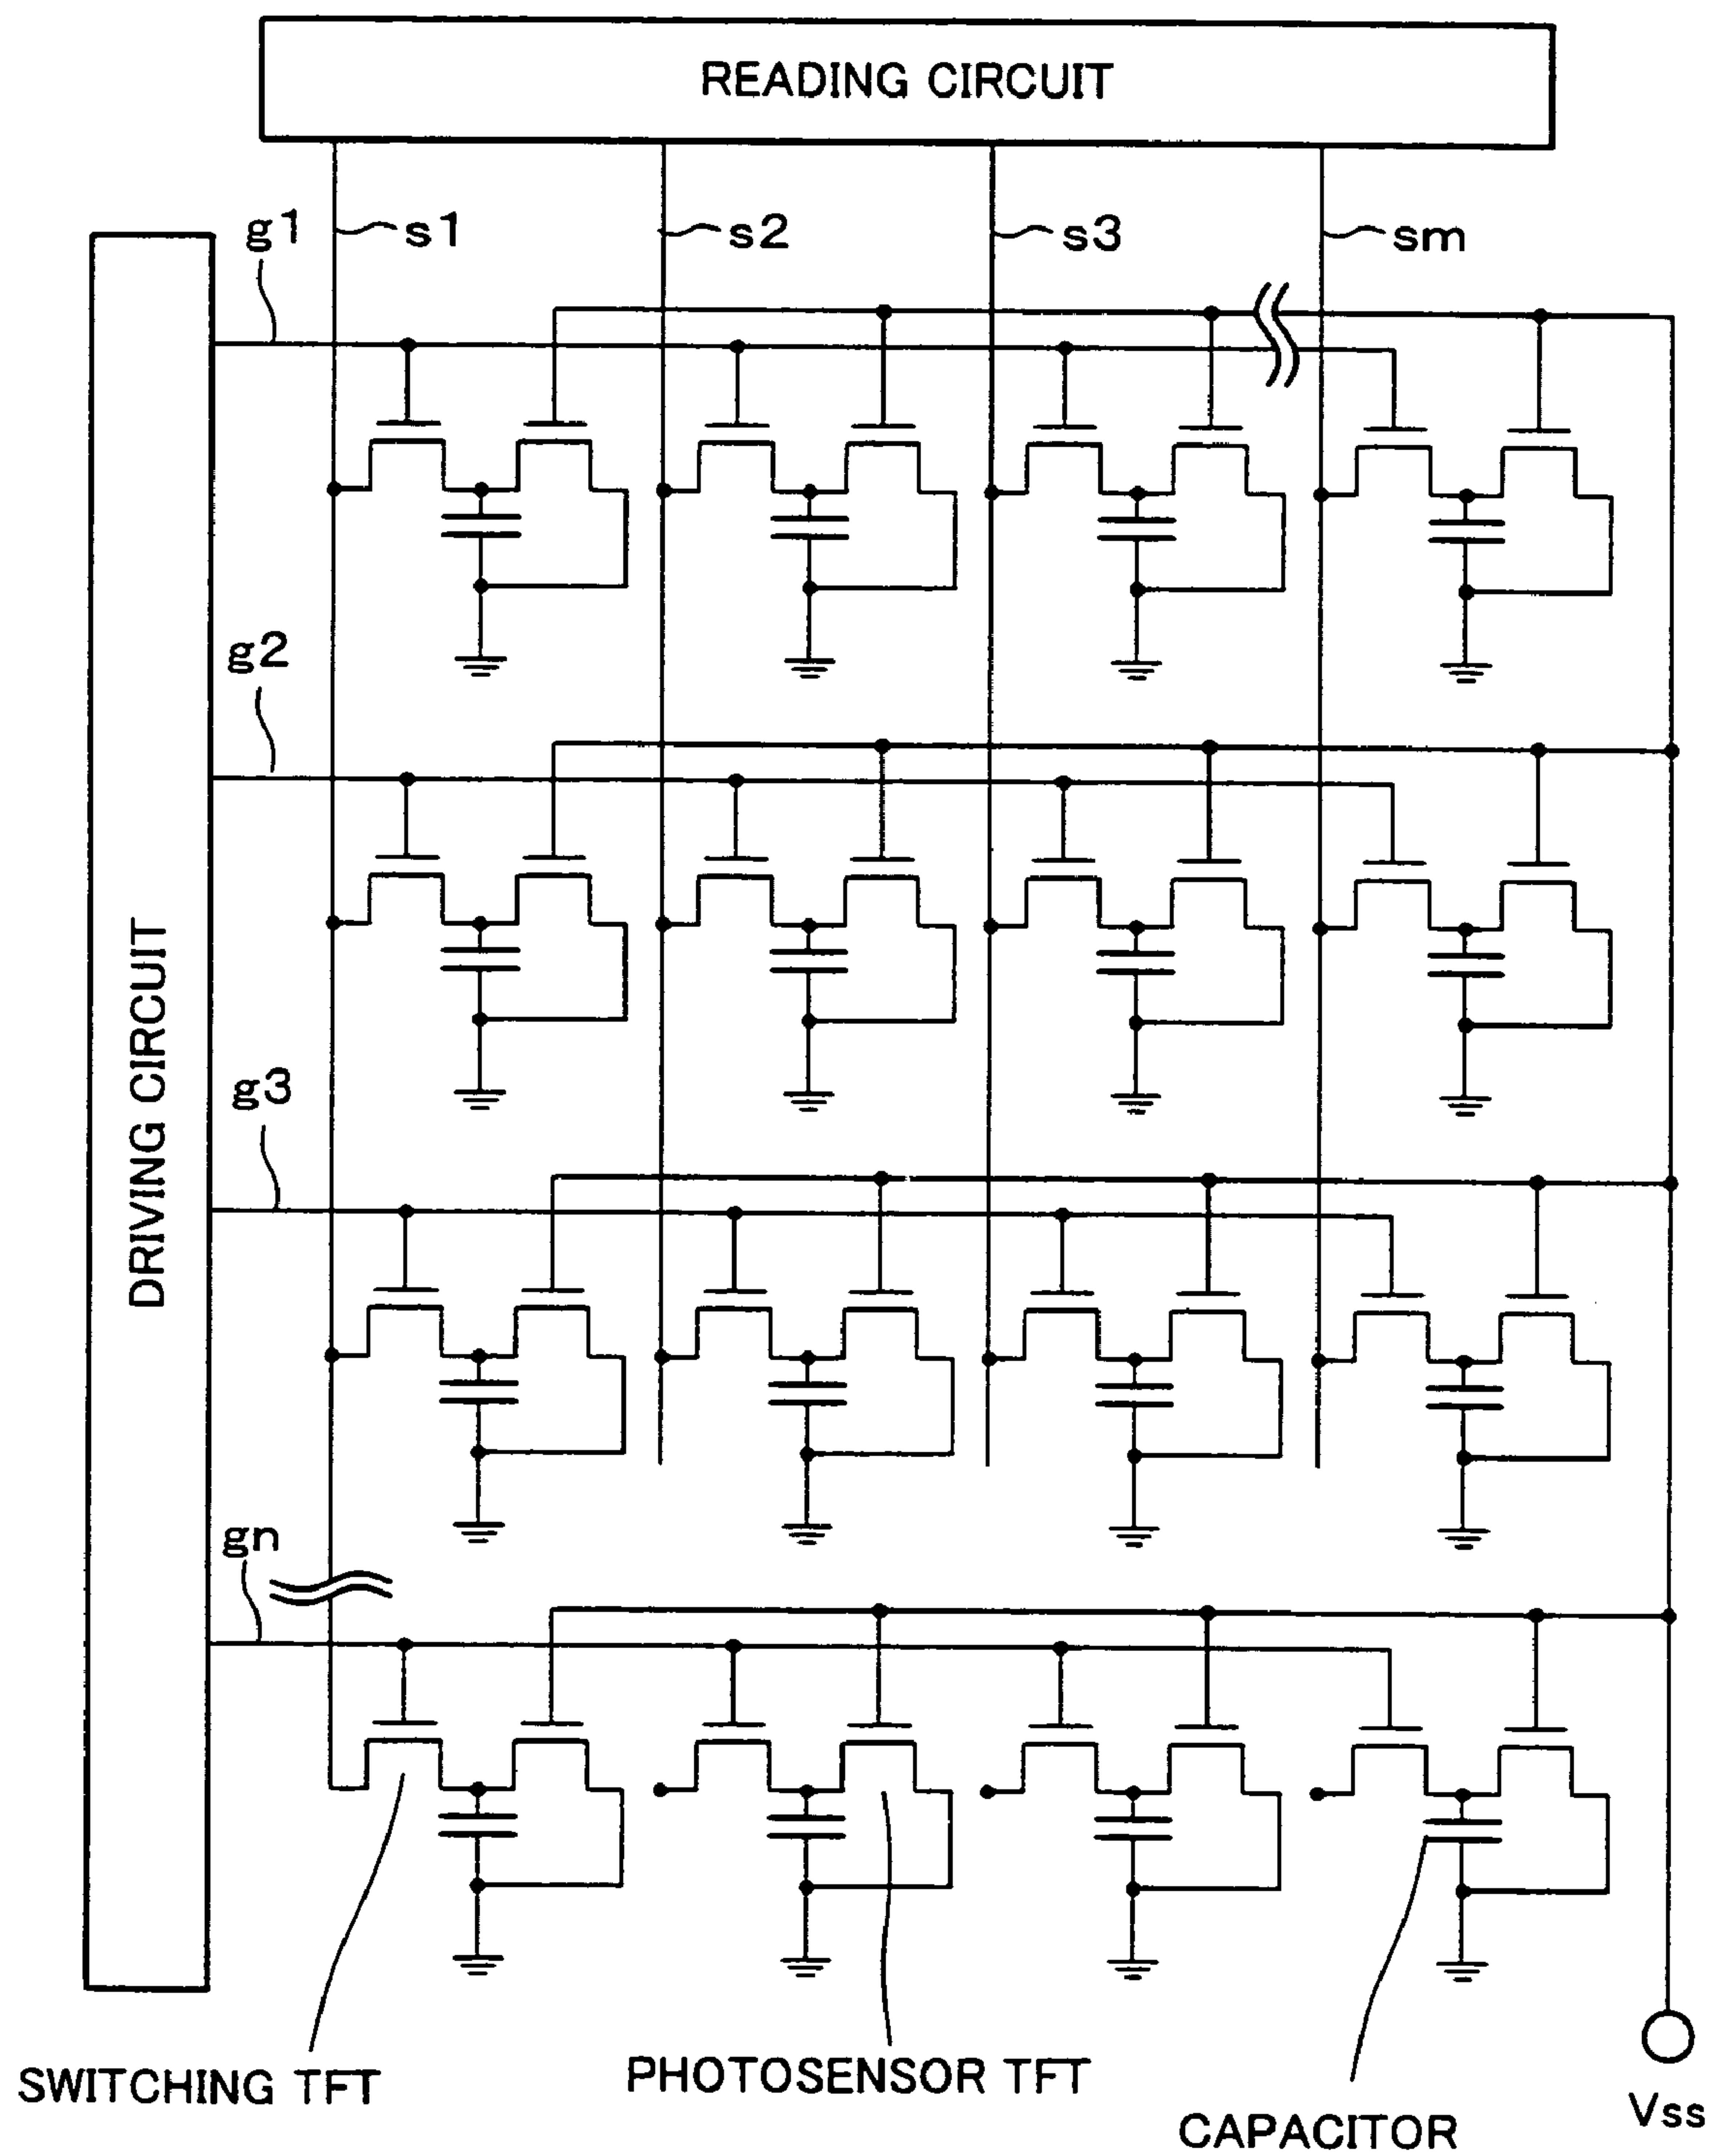 READING CIRCUIT
g1
s1
s2
s3
sm
g2
DRIVING CIRCUIT
g3
gn
SWITCHING TFT
PHOTOSENSOR TFT
CAPACITOR
Vss